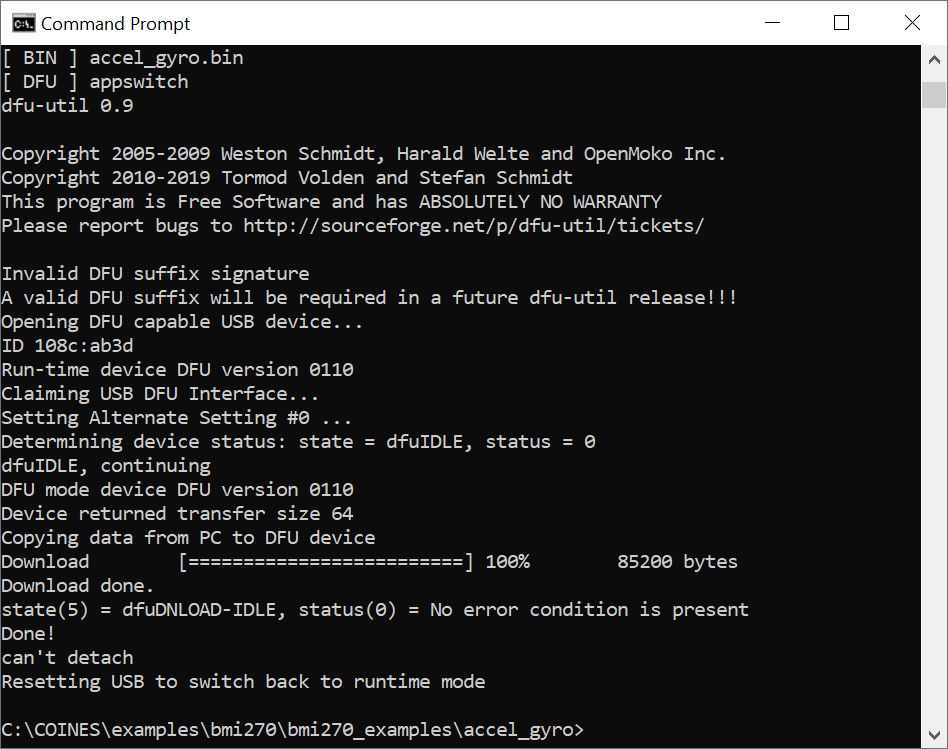 Command Prompt
[ BIN ] accel_gyro.bin
[ DFU ] appswitch
dfu-util 0.9
Copyright 2005-2009 Weston Schmidt, Harald Welte and OpenMoko Inc.
Copyright 2010-2019 Tormod Volden and Stefan Schmidt
This program is Free Software and has ABSOLUTELY NO WARRANTY
Please report bugs to http://sourceforge.net/p/dfu-util/tickets/
Invalid DFU suffix signature
A valid DFU suffix will be required in a future dfu-util release!!!
Opening DFU capable USB device...
ID 108c:ab3d
Run-time device DFU version 0110
Claiming USB DFU Interface...
Setting Alternate Setting #0 ...
Determining device status: state = dfuIDLE, status = 0
dfuIDLE, continuing
DFU mode device DFU version 0110
Device returned transfer size 64
Copying data from PC to DFU device
Download        [=========================] 100%        85200 bytes
Download done.
state(5) = dfuDNLOAD-IDLE, status(0) = No error condition is present
Done!
can't detach
Resetting USB to switch back to runtime mode
C:\COINES\examples\bmi270\bmi270_examples\accel_gyro>